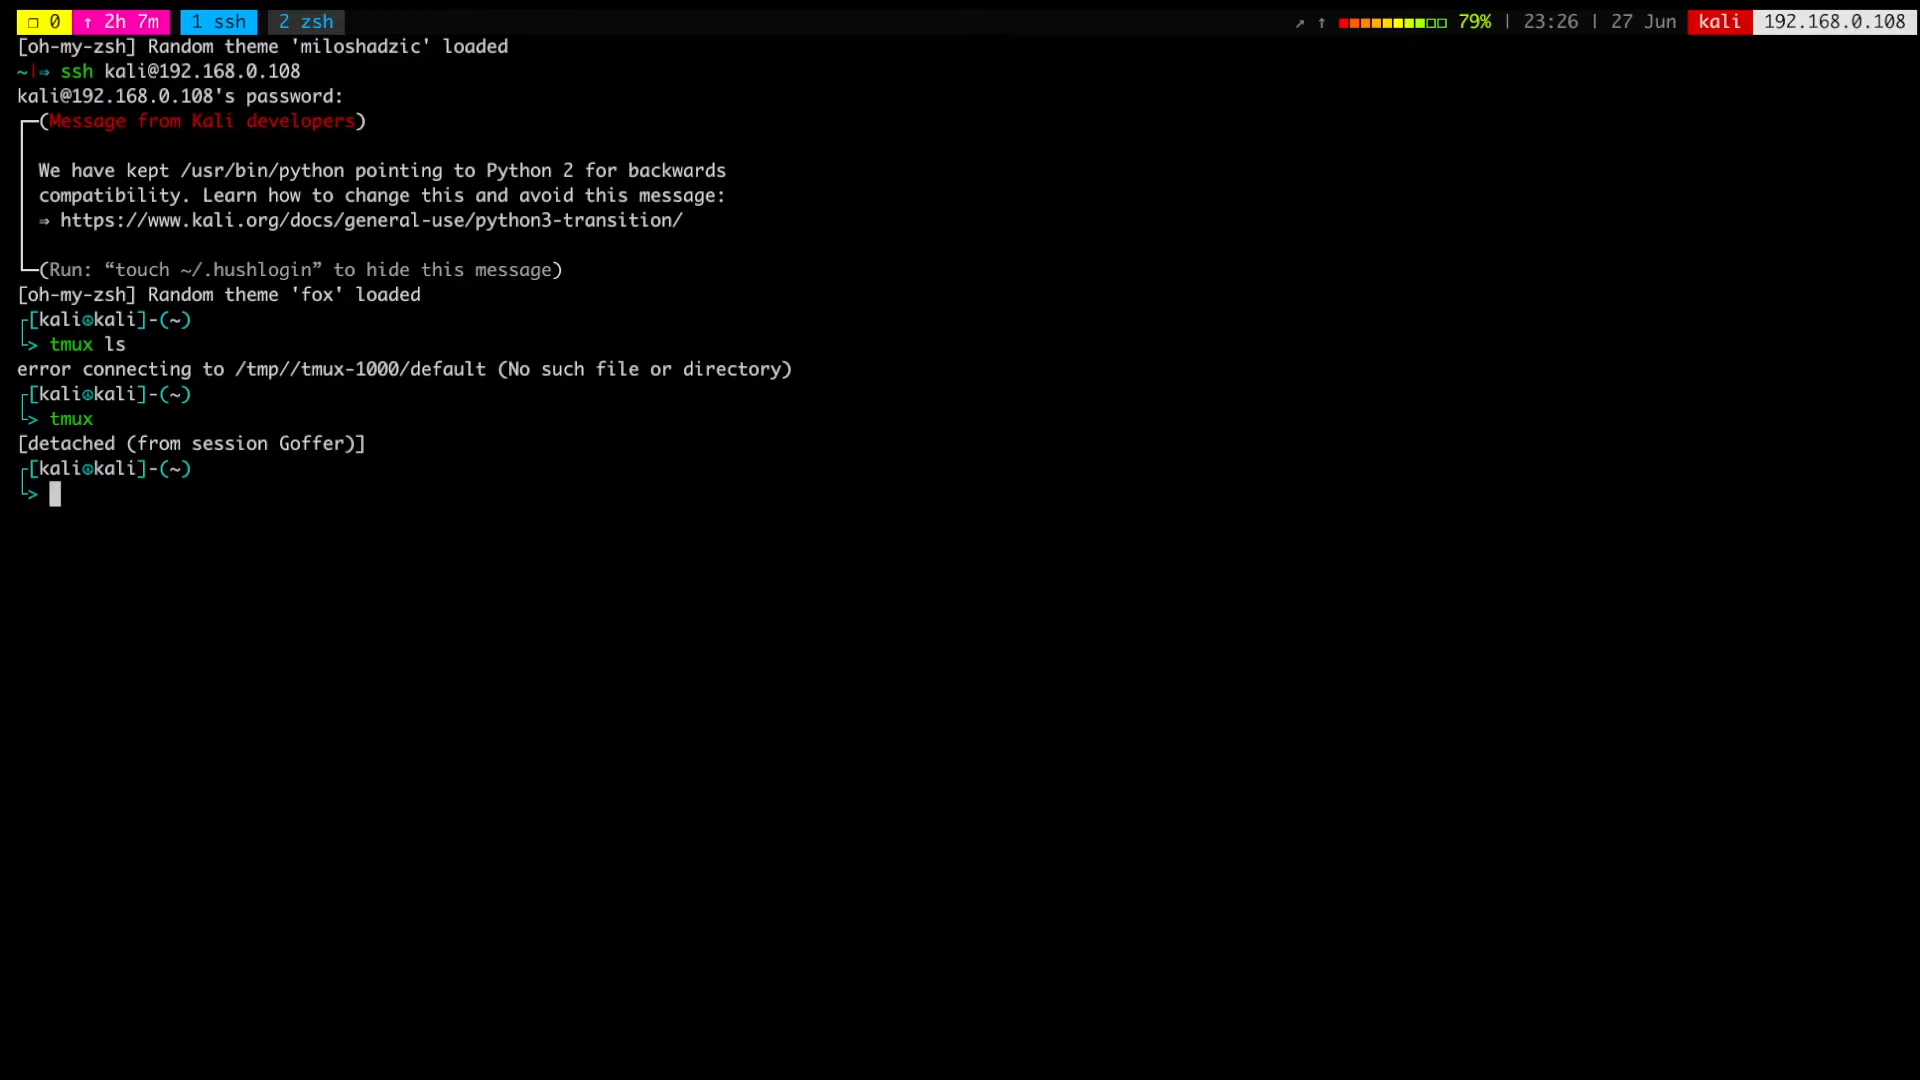 ❐ 0 ↑ 2h 7m 1 ssh 2 zsh ↗ ↑ 79% | 23:26 | 27 Jun kali 192.168.0.108
[oh-my-zsh] Random theme 'miloshadzic' loaded
~|⇒ ssh kali@192.168.0.108
kali@192.168.0.108's password:
┏━(Message from Kali developers)
┃ We have kept /usr/bin/python pointing to Python 2 for backwards
┃ compatibility. Learn how to change this and avoid this message:
┃ ⇒ https://www.kali.org/docs/general-use/python3-transition/
┗━(Run: “touch ~/.hushlogin” to hide this message)
[oh-my-zsh] Random theme 'fox' loaded
┌[kali☮kali]-(~)
└> tmux ls
error connecting to /tmp//tmux-1000/default (No such file or directory)
┌[kali☮kali]-(~)
└> tmux
[detached (from session Goffer)]
┌[kali☮kali]-(~)
└>